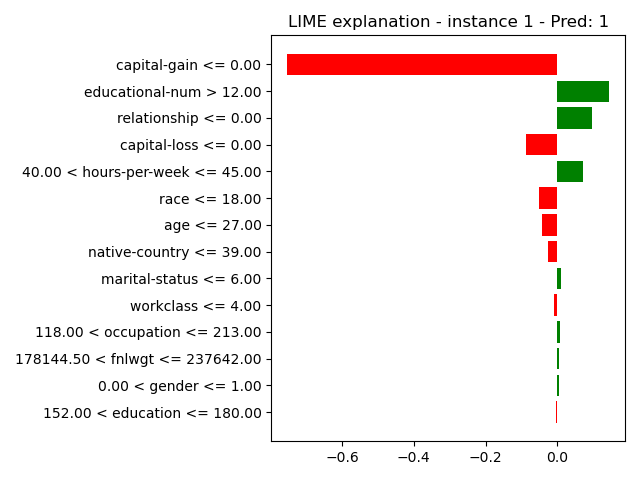 LIME explanation - instance 1 - Pred: 1
capital-gain <= 0.00
educational-num > 12.00
relationship <= 0.00
capital-loss <= 0.00
40.00 < hours-per-week <= 45.00
race <= 18.00
age <= 27.00
native-country <= 39.00
marital-status <= 6.00
workclass <= 4.00
118.00 < occupation <= 213.00
178144.50 < fnlwgt <= 237642.00
0.00 < gender <= 1.00
152.00 < education <= 180.00
−0.6 −0.4 −0.2 0.0